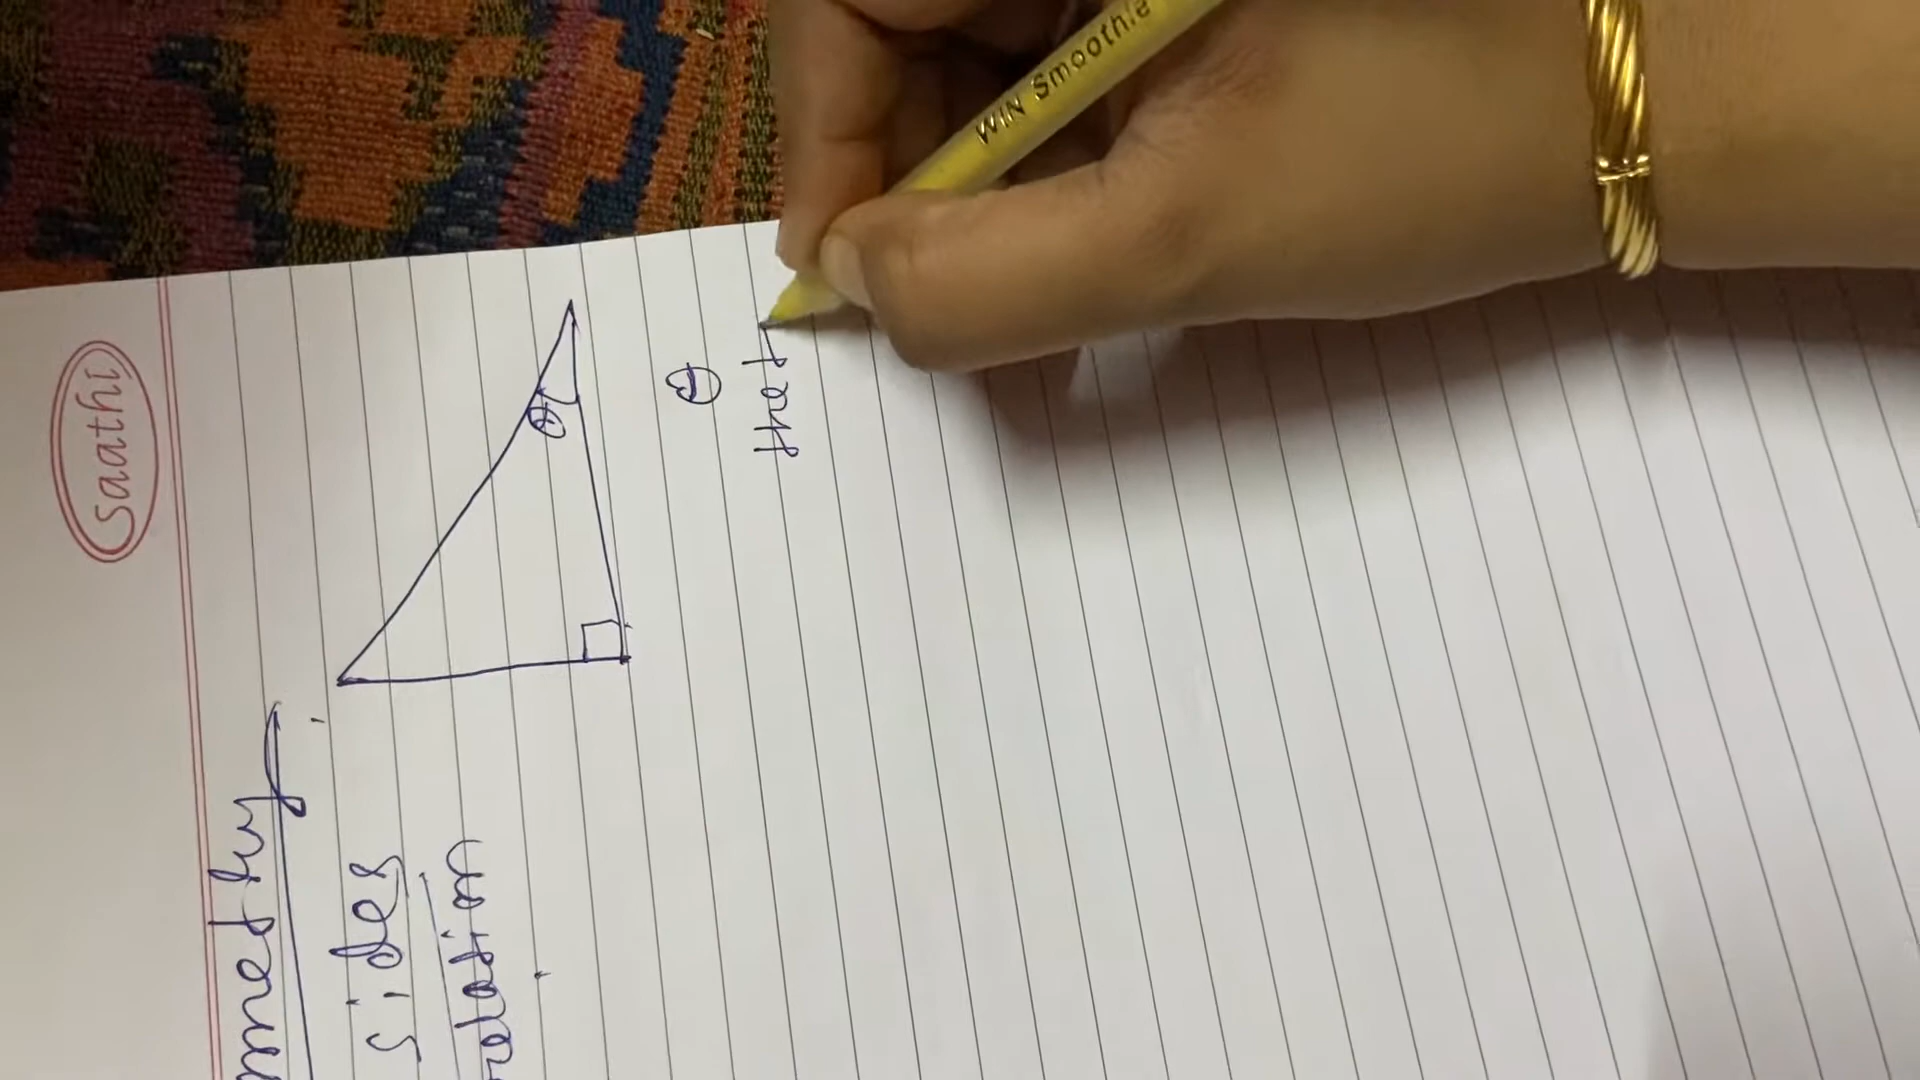 Saathi
metry
sides
relation
θ
θ
thet
WIN Smoothie